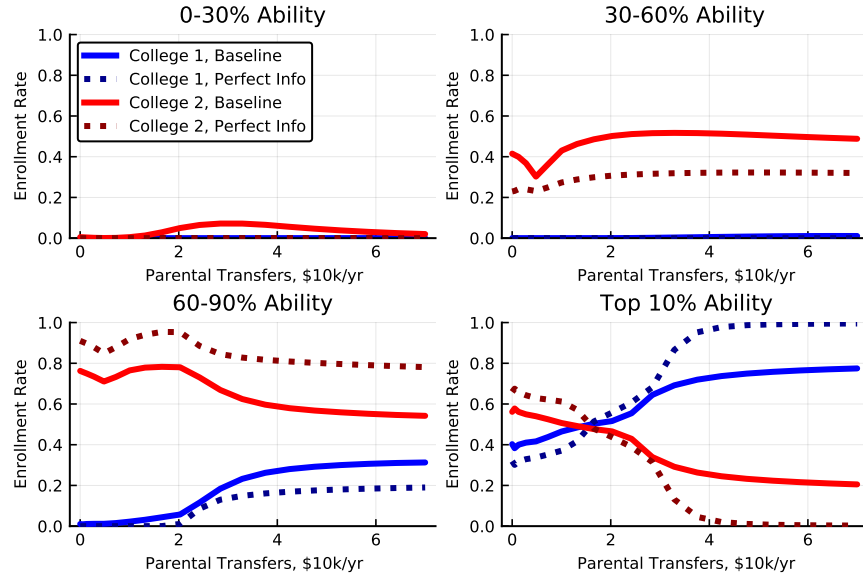 0-30% Ability
1.0
0.8
0.6
0.4
0.2
0.0
Enrollment Rate
College 1, Baseline
College 1, Perfect Info
College 2, Baseline
College 2, Perfect Info
0 2 4 6
Parental Transfers, $10k/yr
30-60% Ability
1.0
0.8
0.6
0.4
0.2
0.0
Enrollment Rate
0 2 4 6
Parental Transfers, $10k/yr
60-90% Ability
1.0
0.8
0.6
0.4
0.2
0.0
Enrollment Rate
0 2 4 6
Parental Transfers, $10k/yr
Top 10% Ability
1.0
0.8
0.6
0.4
0.2
0.0
Enrollment Rate
0 2 4 6
Parental Transfers, $10k/yr